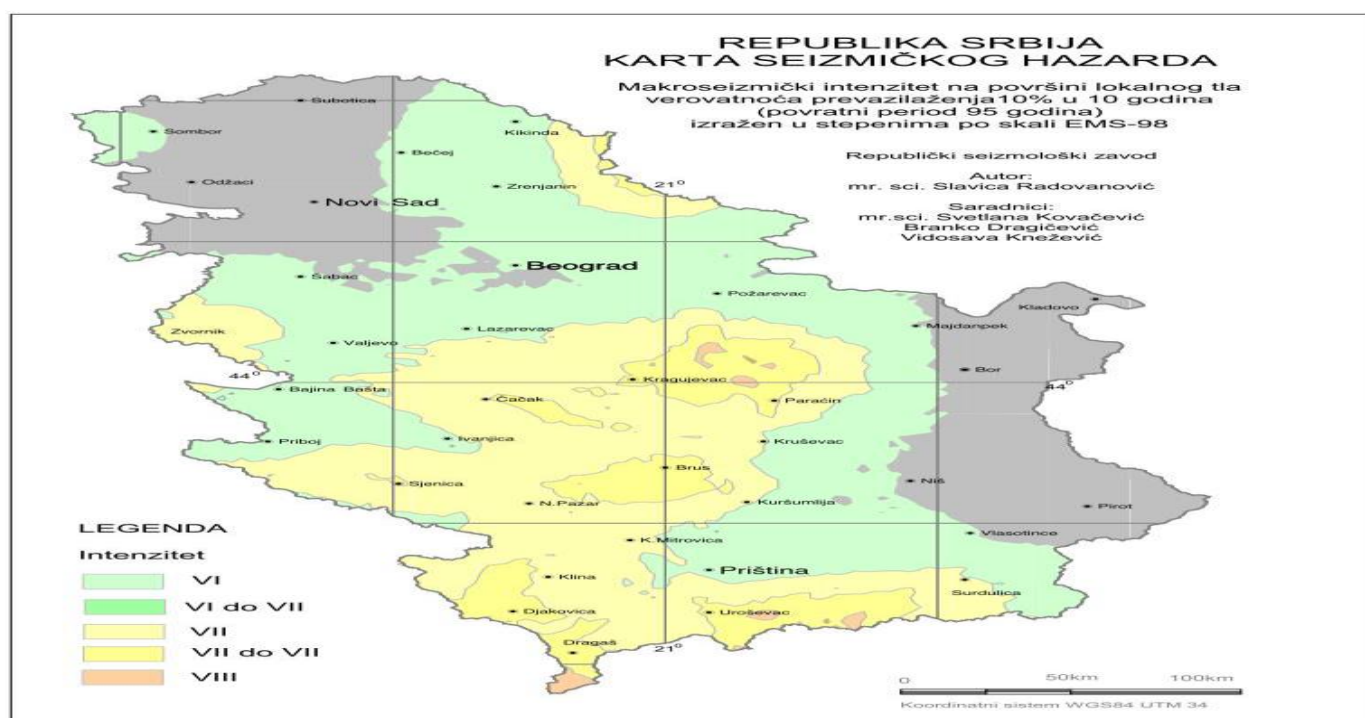 REPUBLIKA SRBIJA
KARTA SEIZMIČKOG HAZARDA
Makroseizmički intenzitet na površini lokalnog tla
verovatnoća prevazilaženja10% u 10 godina
(povratni period 95 godina)
izražen u stepenima po skali EMS-98
Republički seizmološki zavod
Autor:
mr. sci. Slavica Radovanović
Saradnici:
mr.sci. Svetlana Kovačević
Branko Dragičević
Vidosava Knežević
Subotica
Sombor
Kikinda
Bečej
Odžaci
Zrenjanin
21⁰
Novi Sad
Beograd
Šabac
Požarevac
Kladovo
Zvornik
Lazarevac
Majdanpek
Valjevo
44⁰
Bajina Bašta
Kragujevac
Bor
44⁰
Čačak
Paraćin
Priboj
Ivanjica
Kruševac
Brus
Sjenica
Niš
N.Pazar
Kuršumlija
Pirot
K.Mitrovica
Vlasotince
Priština
Klina
Surdulica
Djakovica
Uroševac
Dragaš
21⁰
LEGENDA
Intenzitet
VI
VI do VII
VII
VII do VII
VIII
0 50km 100km
Koordinatni sistem WGS84 UTM 34